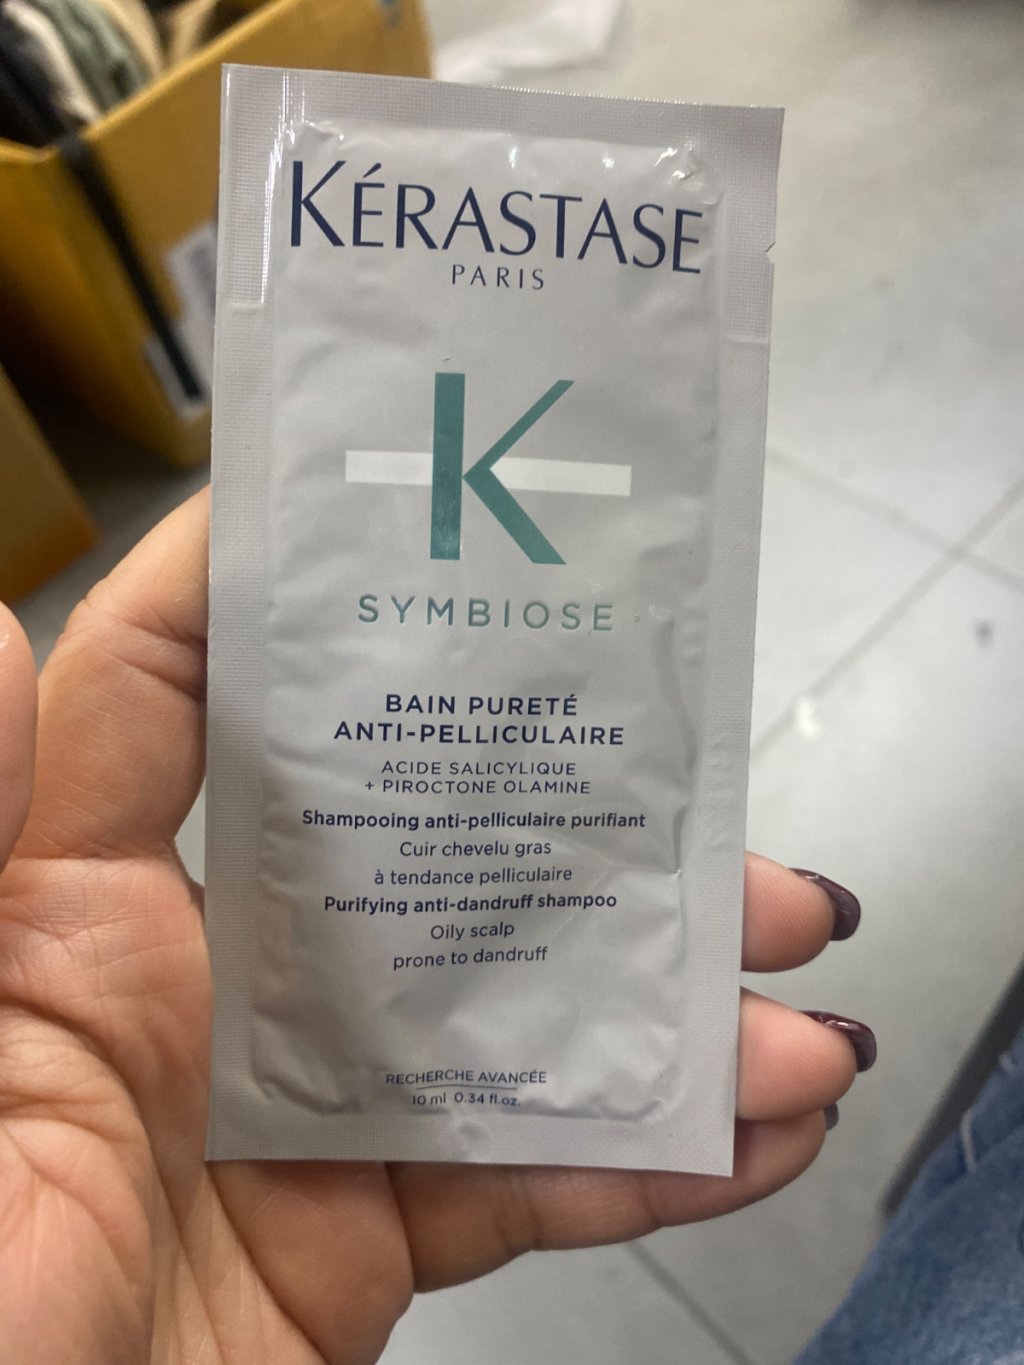 KÉRASTASE
PARIS
K
SYMBIOSE
BAIN PURETÉ
ANTI-PELLICULAIRE
ACIDE SALICYLIQUE
+ PIROCTONE OLAMINE
Shampooing anti-pelliculaire purifiant
Cuir chevelu gras
à tendance pelliculaire
Purifying anti-dandruff shampoo
Oily scalp
prone to dandruff
RECHERCHE AVANCÉE
10 ml 0.34 fl.oz.